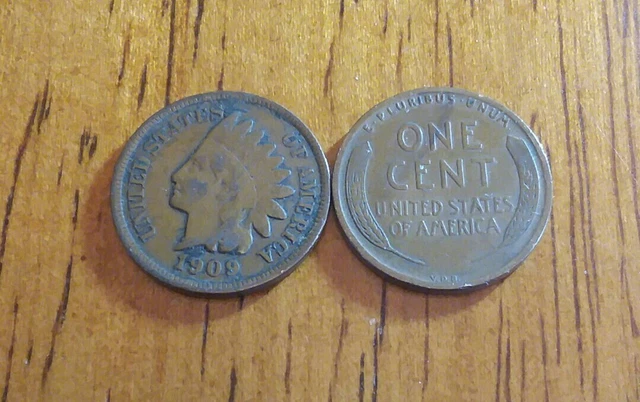 UNITED STATES OF AMERICA
1909
E·PLURIBUS·UNUM
ONE
CENT
UNITED STATES
OF AMERICA
V.D.B.